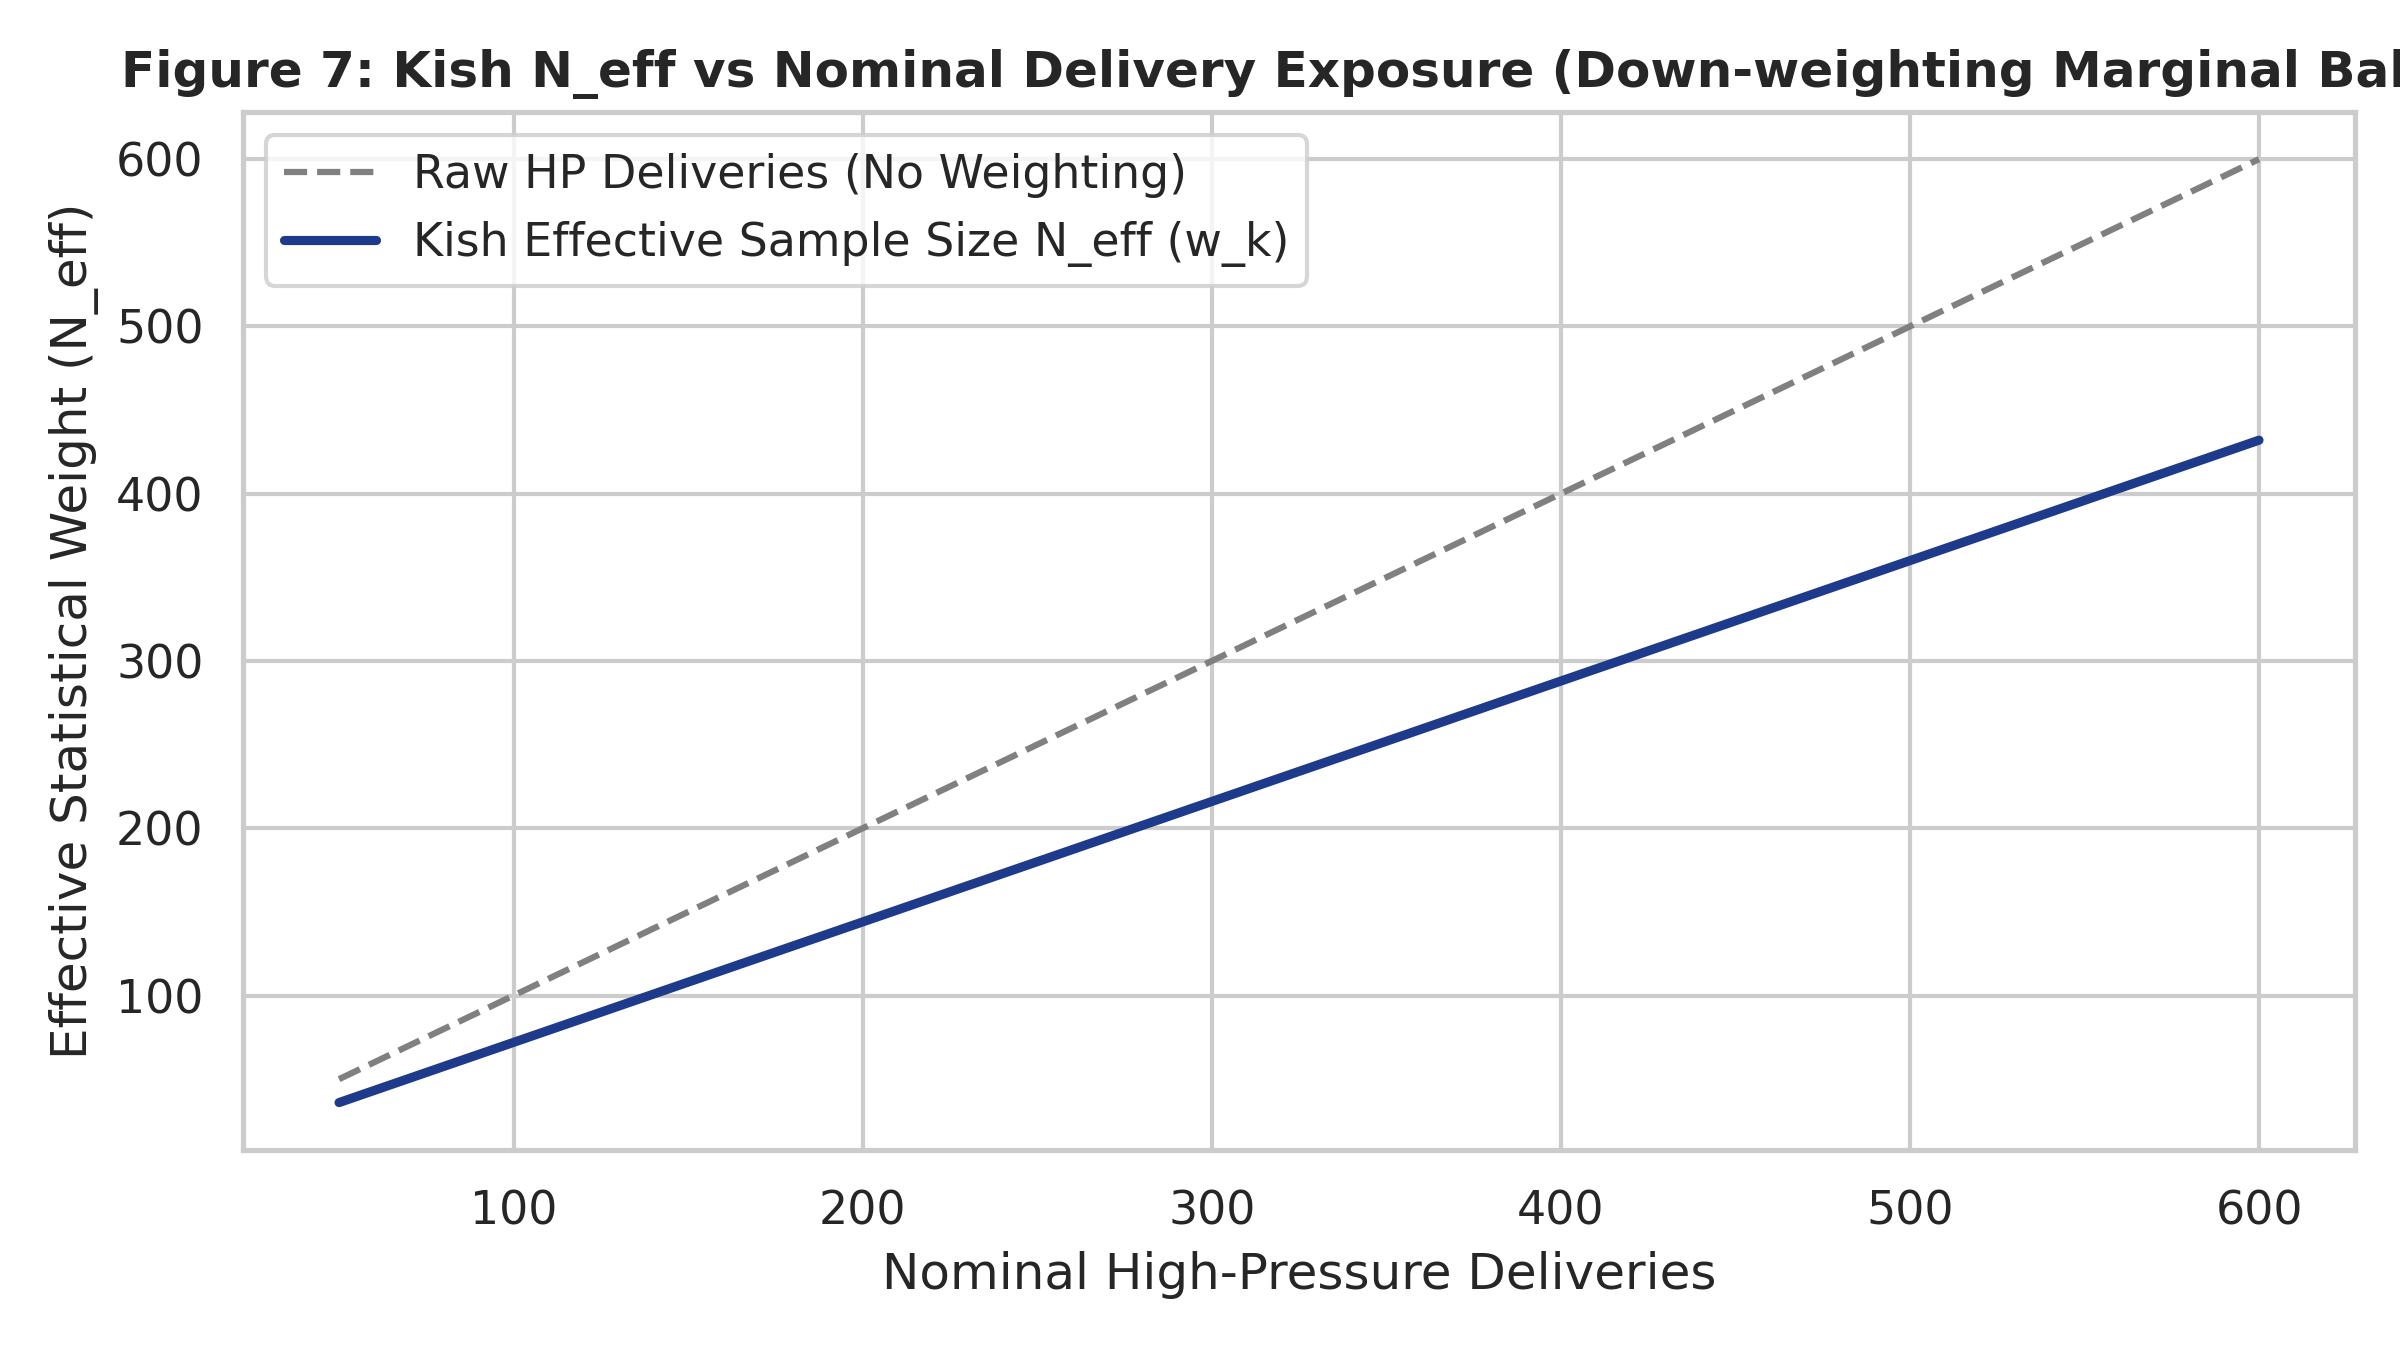 Figure 7: Kish N_eff vs Nominal Delivery Exposure (Down-weighting Marginal Bal
Raw HP Deliveries (No Weighting)
Kish Effective Sample Size N_eff (w_k)
Effective Statistical Weight (N_eff)
600
500
400
300
200
100
100 200 300 400 500 600
Nominal High-Pressure Deliveries